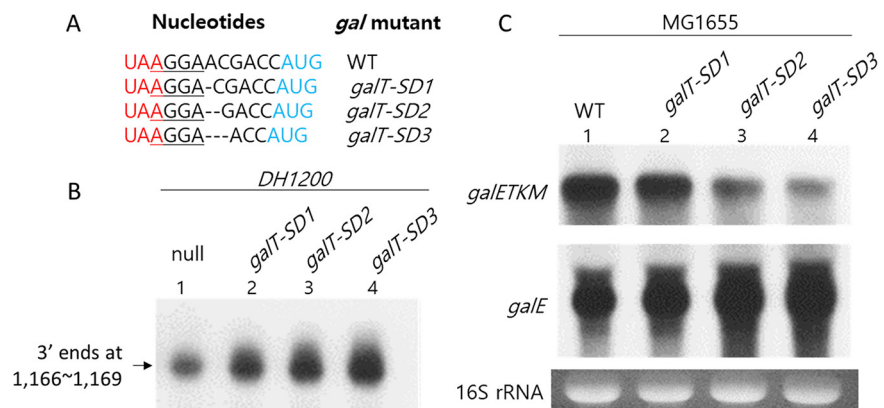 A
Nucleotides gal mutant
UAAGGAACGACCAUG WT
UAAGGA-CGACCAUG galT-SD1
UAAGGA--GACCAUG galT-SD2
UAAGGA---ACCAUG galT-SD3
B
DH1200
null galT-SD1 galT-SD2 galT-SD3
1 2 3 4
3' ends at
1,166~1,169
C
MG1655
WT galT-SD1 galT-SD2 galT-SD3
1 2 3 4
galETKM
galE
16S rRNA